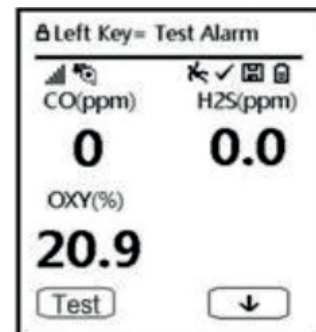 Left Key= Test Alarm
CO(ppm) H2S(ppm)
0 0.0
OXY(%)
20.9
Test